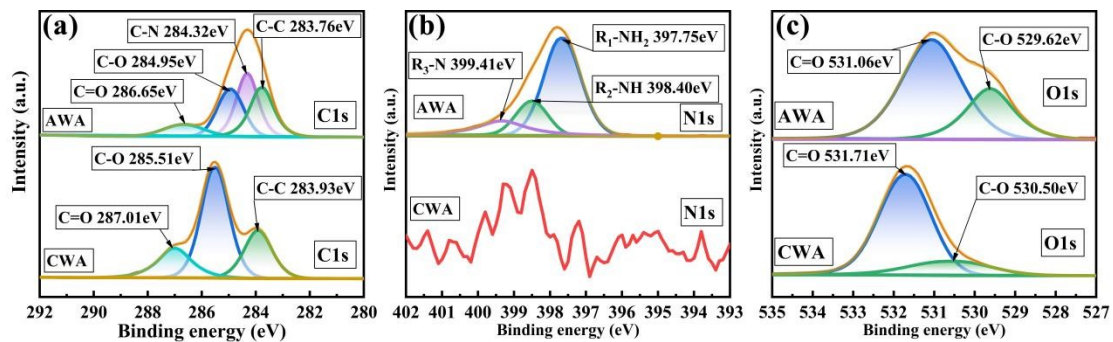 (a)
C-N 284.32eV
C-C 283.76eV
C-O 284.95eV
C=O 286.65eV
AWA
C1s
C-O 285.51eV
C-C 283.93eV
C=O 287.01eV
CWA
C1s
Intensity (a.u.)
292 290 288 286 284 282 280
Binding energy (eV)
(b)
R₁-NH₂ 397.75eV
R₃-N 399.41eV
R₂-NH 398.40eV
AWA
N1s
CWA
N1s
Intensity (a.u.)
402 401 400 399 398 397 396 395 394 393
Binding energy (eV)
(c)
C-O 529.62eV
C=O 531.06eV
AWA
O1s
C=O 531.71eV
C-O 530.50eV
CWA
O1s
Intensity (a.u.)
535 534 533 532 531 530 529 528 527
Binding energy (eV)